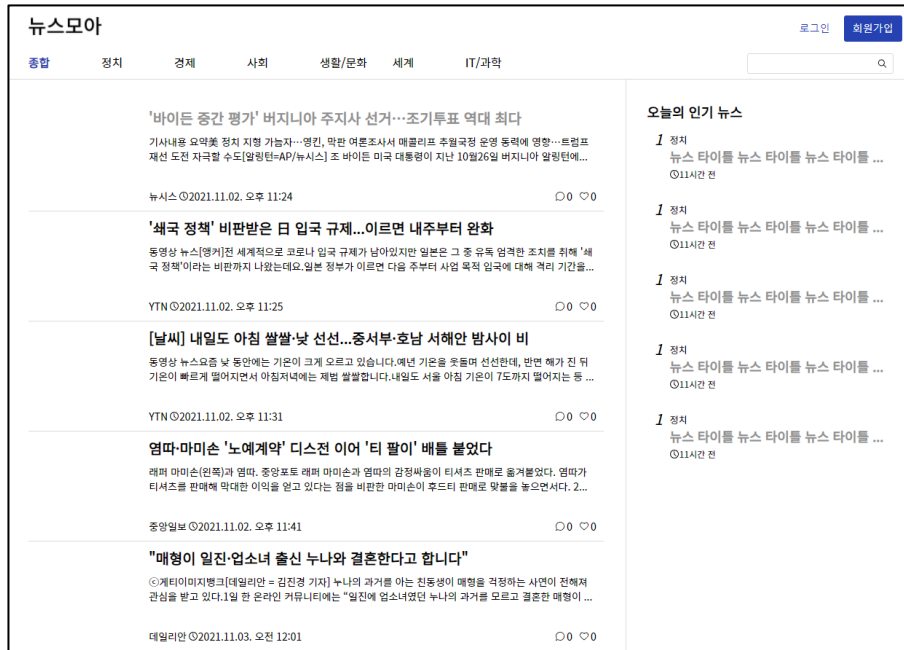 뉴스모아
로그인
회원가입
종합 정치 경제 사회 생활/문화 세계 IT/과학
'바이든 중간 평가' 버지니아 주지사 선거…조기투표 역대 최다
기사내용 요약美 정치 지형 가늠자…영킨, 막판 여론조사서 매콜리프 추월국정 운영 동력에 영향…트럼프
재선 도전 자극할 수도[알링턴=AP/뉴시스] 조 바이든 미국 대통령이 지난 10월26일 버지니아 알링턴에...
뉴시스 2021.11.02. 오후 11:24
0 0
'쇄국 정책' 비판받은 日 입국 규제...이르면 내주부터 완화
동영상 뉴스[앵커]전 세계적으로 코로나 입국 규제가 남아있지만 일본은 그 중 유독 엄격한 조치를 취해 '쇄
국 정책'이라는 비판까지 나왔는데요.일본 정부가 이르면 다음 주부터 사업 목적 입국에 대해 격리 기간을...
YTN 2021.11.02. 오후 11:25
0 0
[날씨] 내일도 아침 쌀쌀·낮 선선...중서부·호남 서해안 밤사이 비
동영상 뉴스요즘 낮 동안에는 기온이 크게 오르고 있습니다.예년 기온을 웃돌며 선선한데, 반면 해가 진 뒤
기온이 빠르게 떨어지면서 아침저녁에는 제법 쌀쌀합니다.내일도 서울 아침 기온이 7도까지 떨어지는 등 ...
YTN 2021.11.02. 오후 11:31
0 0
염따·마미손 '노예계약' 디스전 이어 '티 팔이' 배틀 붙었다
래퍼 마미손(왼쪽)과 염따. 중앙포토 래퍼 마미손과 염따의 감정싸움이 티셔츠 판매로 옮겨붙었다. 염따가
티셔츠를 판매해 막대한 이익을 얻고 있다는 점을 비판한 마미손이 후드티 판매로 맞불을 놓으면서다. 2...
중앙일보 2021.11.02. 오후 11:41
0 0
"매형이 일진·업소녀 출신 누나와 결혼한다고 합니다"
ⓒ게티이미지뱅크[데일리안 = 김진경 기자] 누나의 과거를 아는 친동생이 매형을 걱정하는 사연이 전해져
관심을 받고 있다.1일 한 온라인 커뮤니티에는 “일진에 업소녀였던 누나의 과거를 모르고 결혼한 매형이 ...
데일리안 2021.11.03. 오전 12:01
0 0
오늘의 인기 뉴스
1 정치
뉴스 타이틀 뉴스 타이틀 뉴스 타이틀 ...
11시간 전
1 정치
뉴스 타이틀 뉴스 타이틀 뉴스 타이틀 ...
11시간 전
1 정치
뉴스 타이틀 뉴스 타이틀 뉴스 타이틀 ...
11시간 전
1 정치
뉴스 타이틀 뉴스 타이틀 뉴스 타이틀 ...
11시간 전
1 정치
뉴스 타이틀 뉴스 타이틀 뉴스 타이틀 ...
11시간 전